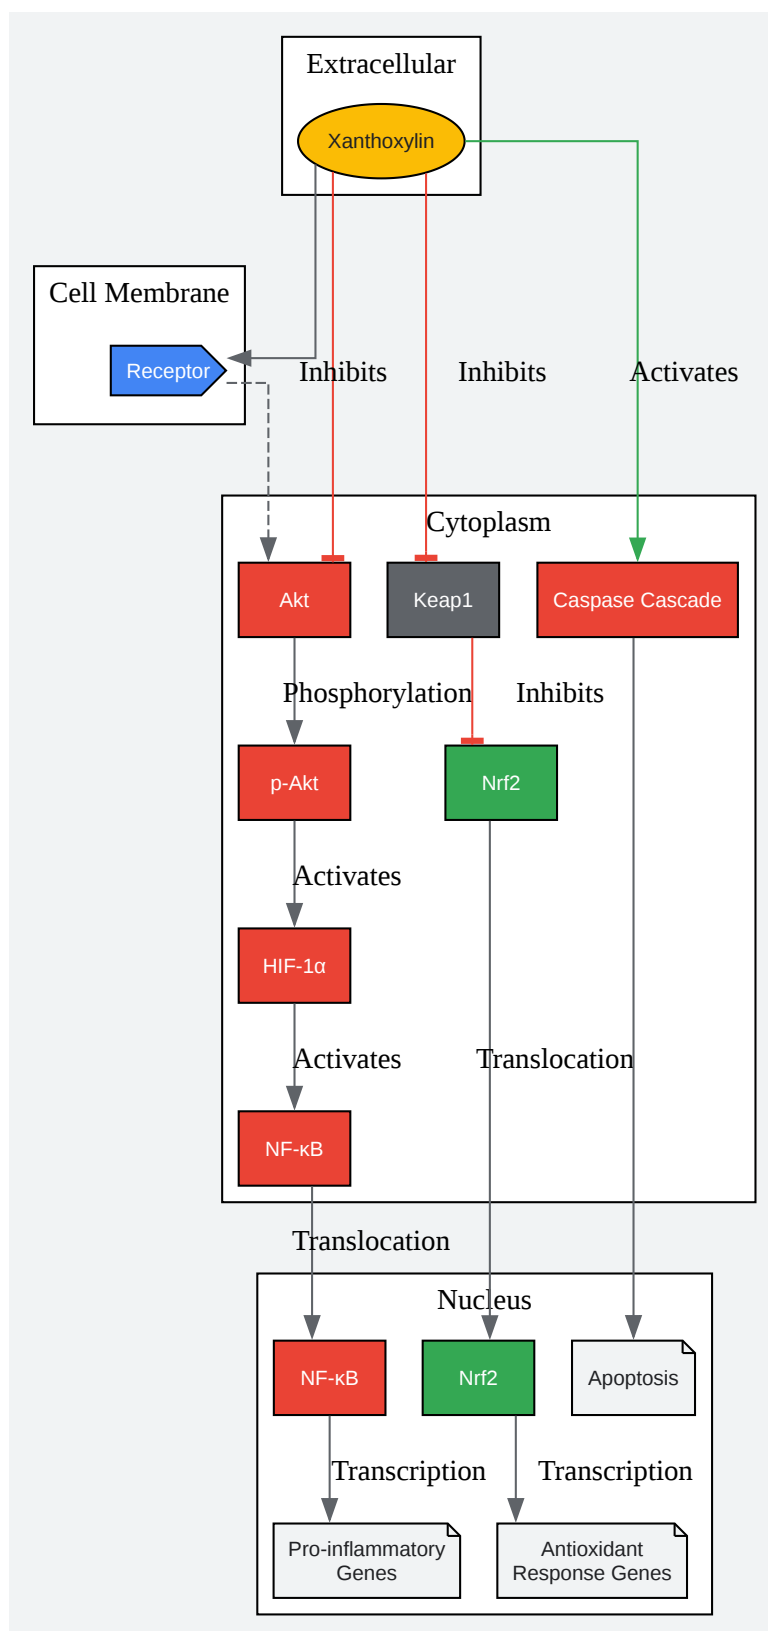 Extracellular
Xanthoxylin
Cell Membrane
Receptor
Inhibits
Inhibits
Activates
Cytoplasm
Akt
Keap1
Caspase Cascade
Phosphorylation
Inhibits
p-Akt
Nrf2
Activates
HIF-1α
Activates
Translocation
NF-κB
Translocation
Nucleus
NF-κB
Nrf2
Apoptosis
Transcription
Transcription
Pro-inflammatory
Genes
Antioxidant
Response Genes